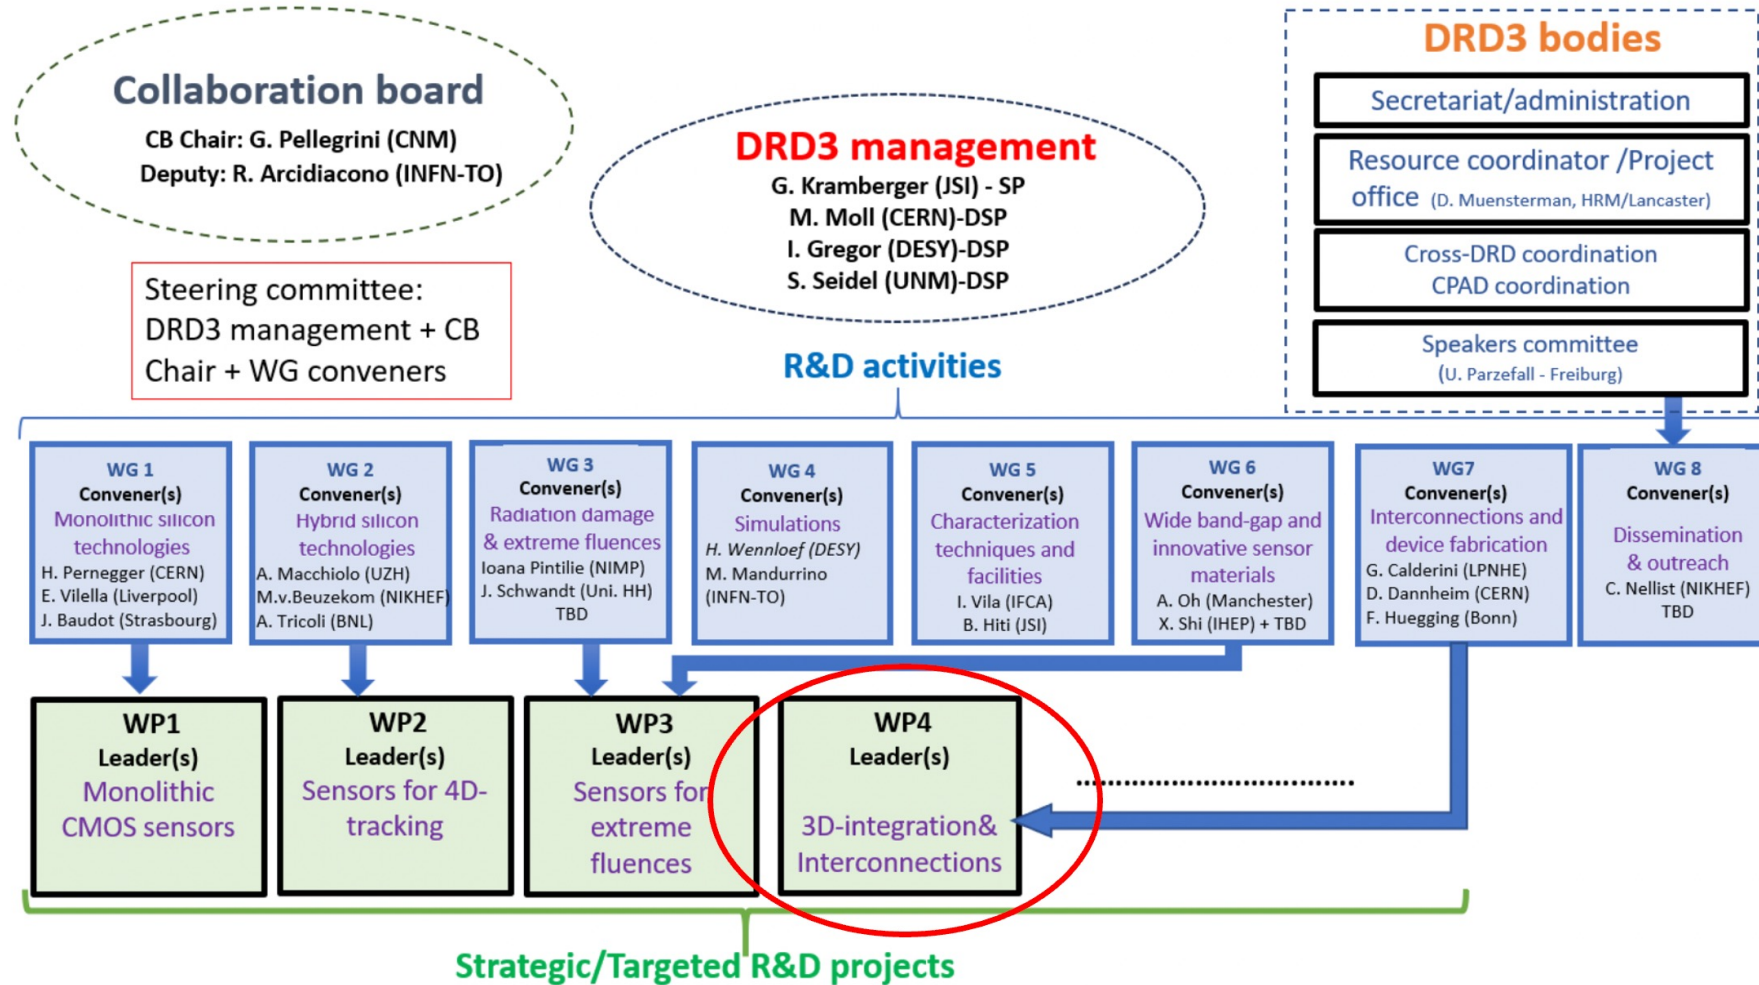 Collaboration board
CB Chair: G. Pellegrini (CNM)
Deputy: R. Arcidiacono (INFN-TO)
Steering committee:
DRD3 management + CB
Chair + WG conveners
DRD3 management
G. Kramberger (JSI) - SP
M. Moll (CERN)-DSP
I. Gregor (DESY)-DSP
S. Seidel (UNM)-DSP
DRD3 bodies
Secretariat/administration
Resource coordinator /Project
office (D. Muensterman, HRM/Lancaster)
Cross-DRD coordination
CPAD coordination
Speakers committee
(U. Parzefall - Freiburg)
R&D activities
WG 1
Convener(s)
Monolithic silicon
technologies
H. Pernegger (CERN)
E. Vilella (Liverpool)
J. Baudot (Strasbourg)
WG 2
Convener(s)
Hybrid silicon
technologies
A. Macchiolo (UZH)
M.v.Beuzekom (NIKHEF)
A. Tricoli (BNL)
WG 3
Convener(s)
Radiation damage
& extreme fluences
Ioana Pintilie (NIMP)
J. Schwandt (Uni. HH)
TBD
WG 4
Convener(s)
Simulations
H. Wennloef (DESY)
M. Mandurrino
(INFN-TO)
WG 5
Convener(s)
Characterization
techniques and
facilities
I. Vila (IFCA)
B. Hiti (JSI)
WG 6
Convener(s)
Wide band-gap and
innovative sensor
materials
A. Oh (Manchester)
X. Shi (IHEP) + TBD
WG7
Convener(s)
Interconnections and
device fabrication
G. Calderini (LPNHE)
D. Dannheim (CERN)
F. Huegging (Bonn)
WG 8
Convener(s)
Dissemination
& outreach
C. Nellist (NIKHEF)
TBD
WP1
Leader(s)
Monolithic
CMOS sensors
WP2
Leader(s)
Sensors for 4D-
tracking
WP3
Leader(s)
Sensors for
extreme
fluences
WP4
Leader(s)
3D-integration&
Interconnections
Strategic/Targeted R&D projects